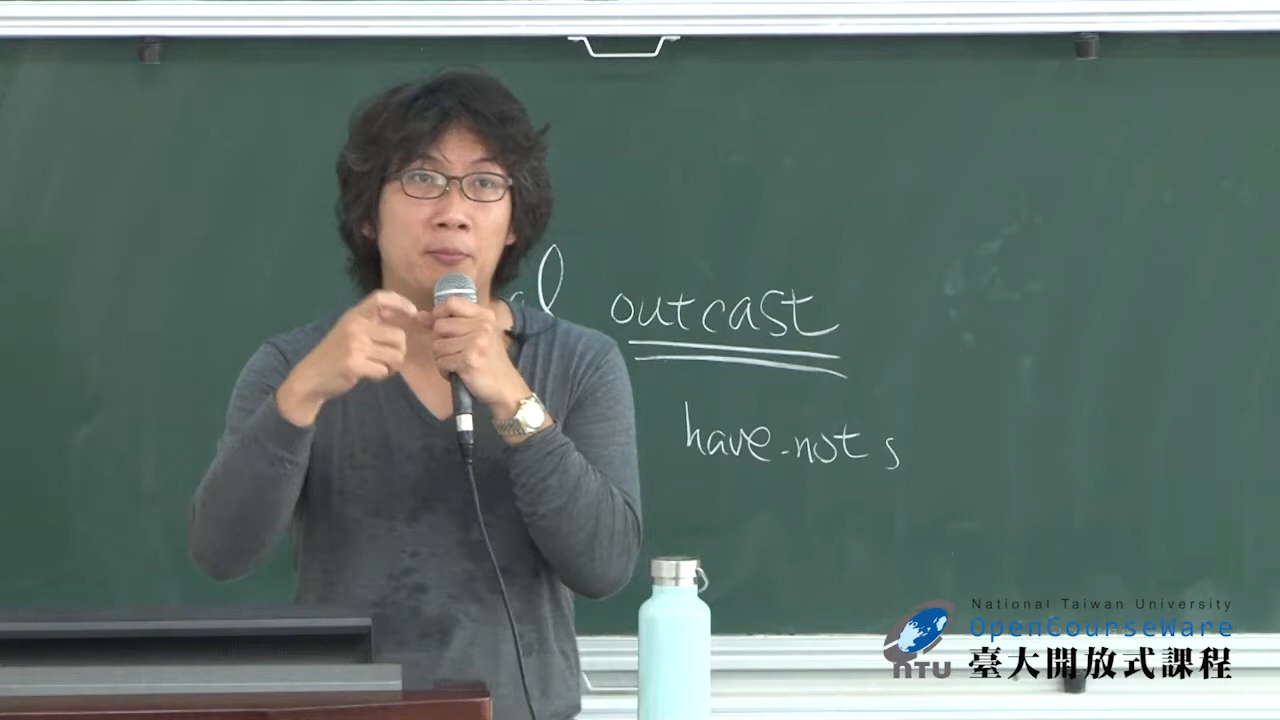 outcast
have-nots
National Taiwan University
OpenCourseWare
臺大開放式課程
NTU